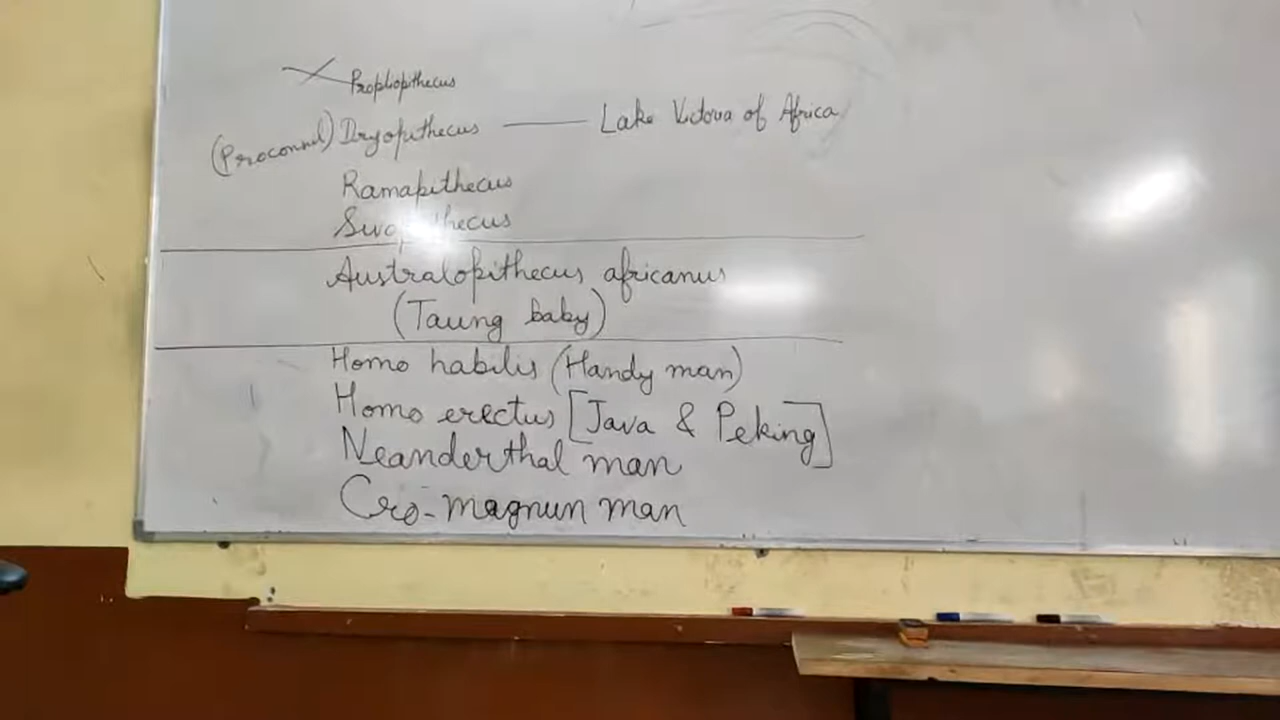 Propliopithecus
(Proconsul) Dryopithecus — Lake Victoria of Africa
Ramapithecus
Australopithecus africanus
(Taung baby)
Homo habilis (Handy man)
Homo erectus [Java & Peking]
Neanderthal man
Cro-magnun man